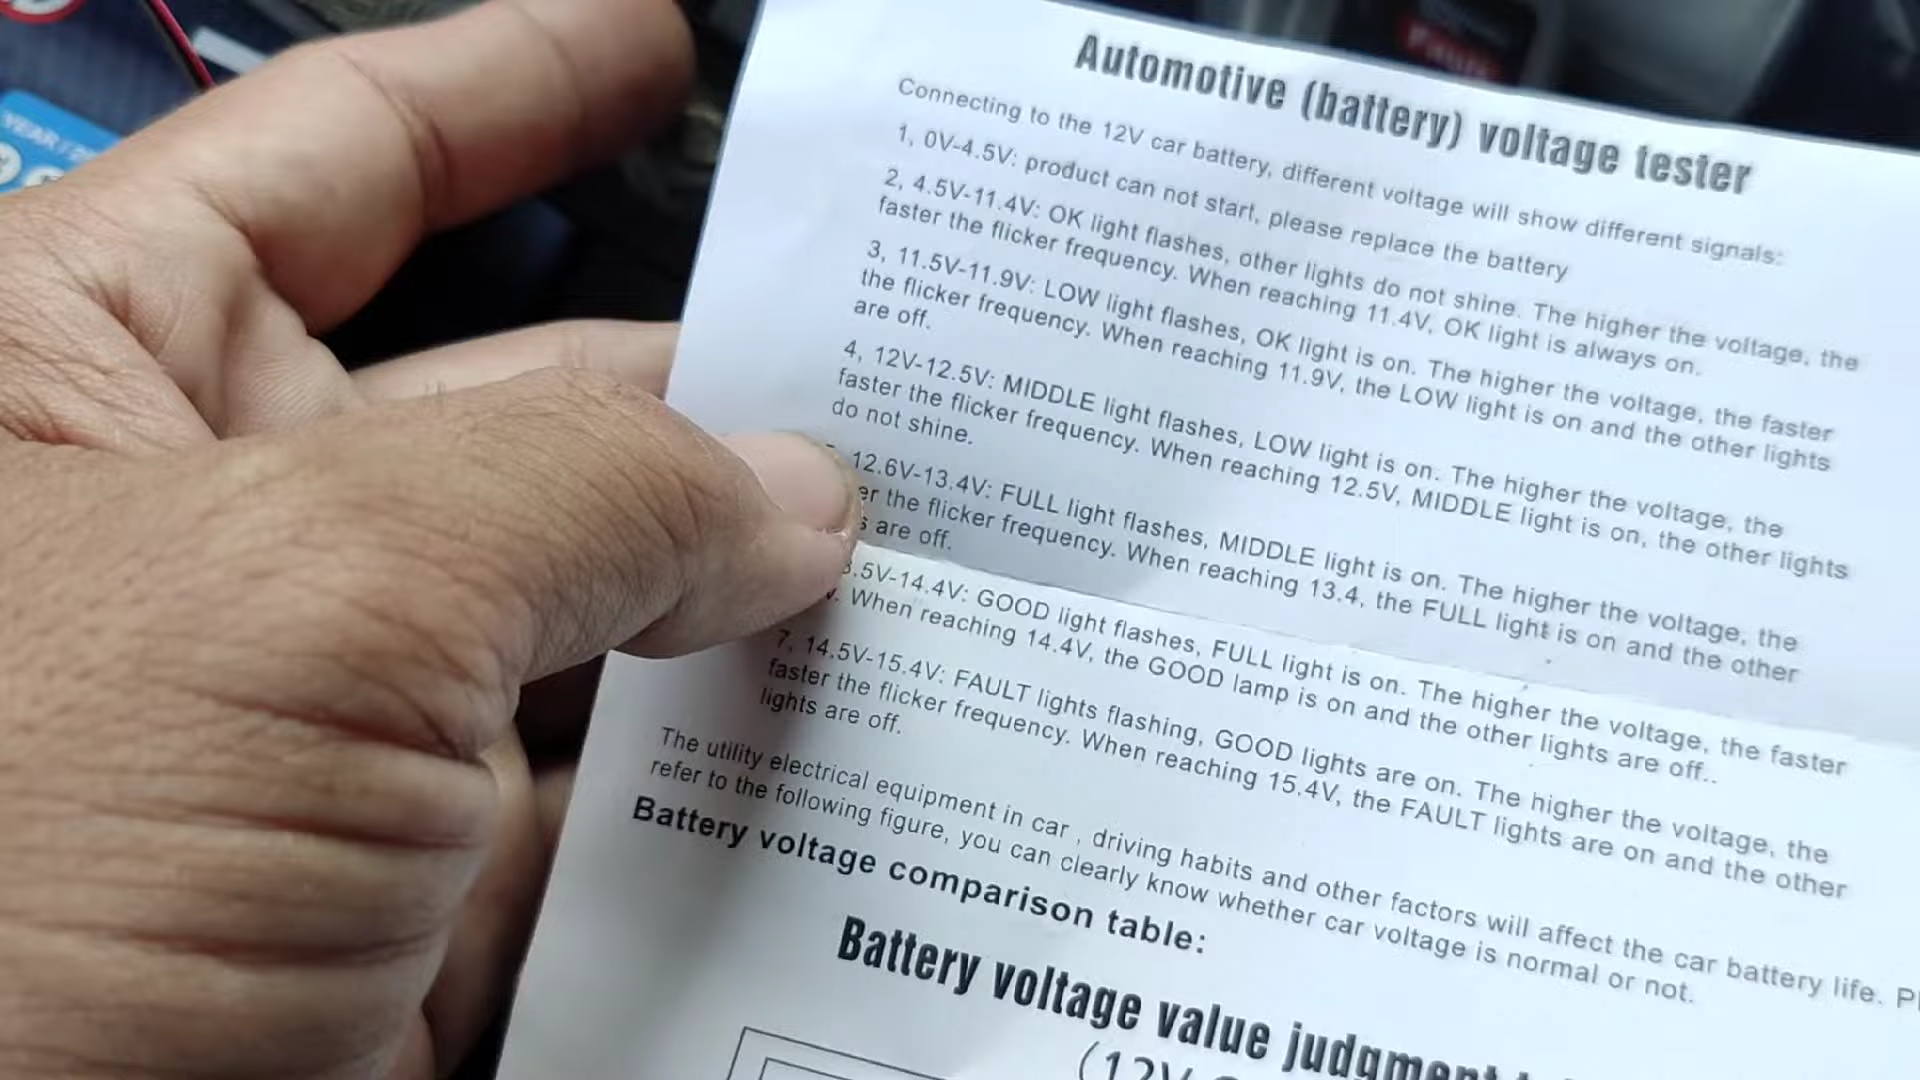 YEAR / 2
Automotive (battery) voltage tester
Connecting to the 12V car battery, different voltage will show different signals:
1, 0V-4.5V: product can not start, please replace the battery
2, 4.5V-11.4V: OK light flashes, other lights do not shine. The higher the voltage, the
faster the flicker frequency. When reaching 11.4V, OK light is always on.
3, 11.5V-11.9V: LOW light flashes, OK light is on. The higher the voltage, the faster
the flicker frequency. When reaching 11.9V, the LOW light is on and the other lights
are off.
4, 12V-12.5V: MIDDLE light flashes, LOW light is on. The higher the voltage, the
faster the flicker frequency. When reaching 12.5V, MIDDLE light is on, the other lights
do not shine.
12.6V-13.4V: FULL light flashes, MIDDLE light is on. The higher the voltage, the
er the flicker frequency. When reaching 13.4, the FULL light is on and the other
s are off.
3.5V-14.4V: GOOD light flashes, FULL light is on. The higher the voltage, the faster
. When reaching 14.4V, the GOOD lamp is on and the other lights are off..
7, 14.5V-15.4V: FAULT lights flashing, GOOD lights are on. The higher the voltage, the
faster the flicker frequency. When reaching 15.4V, the FAULT lights are on and the other
lights are off.
The utility electrical equipment in car , driving habits and other factors will affect the car battery life. Pl
refer to the following figure, you can clearly know whether car voltage is normal or not.
Battery voltage comparison table:
Battery voltage value judgment
(12V